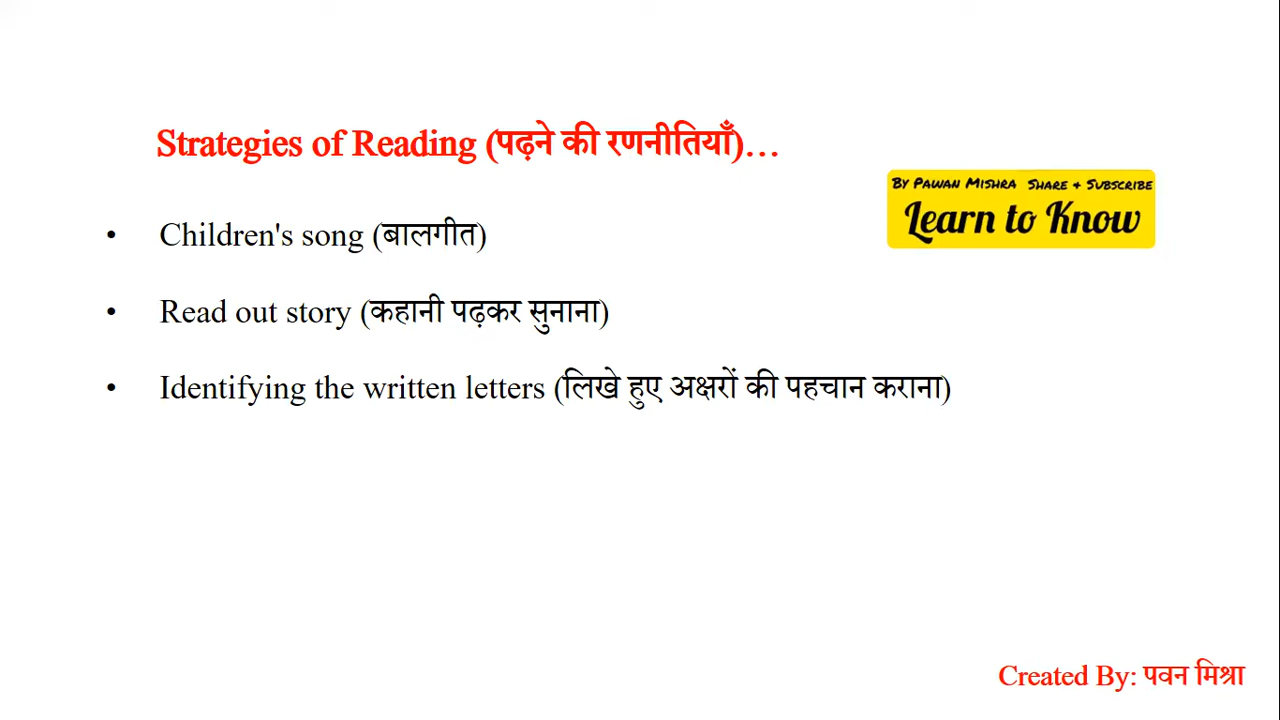 Strategies of Reading (पढ़ने की रणनीतियाँ)...
By Pawan Mishra Share & Subscribe
Learn to Know
• Children's song (बालगीत)
• Read out story (कहानी पढ़कर सुनाना)
• Identifying the written letters (लिखे हुए अक्षरों की पहचान कराना)
Created By: पवन मिश्रा